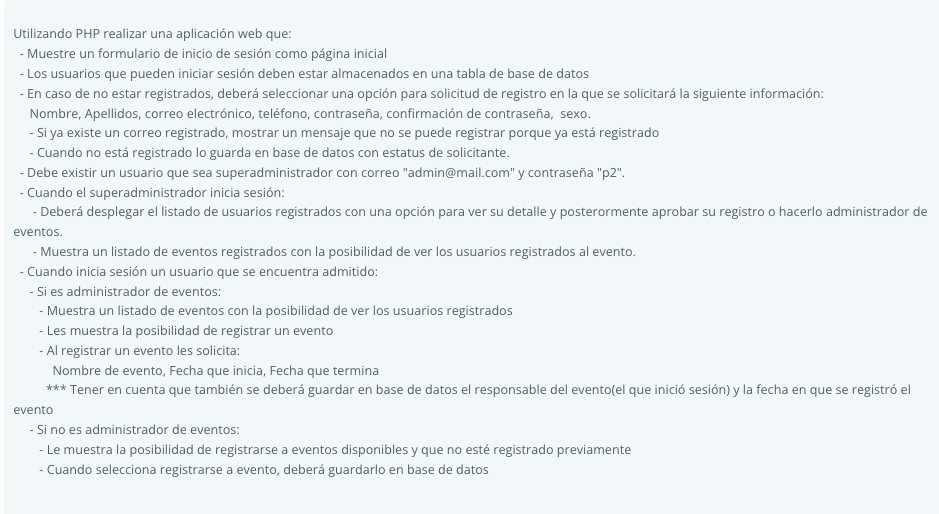 Utilizando PHP realizar una aplicación web que:
- Muestre un formulario de inicio de sesión como página inicial
- Los usuarios que pueden iniciar sesión deben estar almacenados en una tabla de base de datos
- En caso de no estar registrados, deberá seleccionar una opción para solicitud de registro en la que se solicitará la siguiente información:
Nombre, Apellidos, correo electrónico, teléfono, contraseña, confirmación de contraseña,  sexo.
- Si ya existe un correo registrado, mostrar un mensaje que no se puede registrar porque ya está registrado
- Cuando no está registrado lo guarda en base de datos con estatus de solicitante.
- Debe existir un usuario que sea superadministrador con correo "admin@mail.com" y contraseña "p2".
- Cuando el superadministrador inicia sesión:
- Deberá desplegar el listado de usuarios registrados con una opción para ver su detalle y posterormente aprobar su registro o hacerlo administrador de
eventos.
- Muestra un listado de eventos registrados con la posibilidad de ver los usuarios registrados al evento.
- Cuando inicia sesión un usuario que se encuentra admitido:
- Si es administrador de eventos:
- Muestra un listado de eventos con la posibilidad de ver los usuarios registrados
- Les muestra la posibilidad de registrar un evento
- Al registrar un evento les solicita:
Nombre de evento, Fecha que inicia, Fecha que termina
*** Tener en cuenta que también se deberá guardar en base de datos el responsable del evento(el que inició sesión) y la fecha en que se registró el
evento
- Si no es administrador de eventos:
- Le muestra la posibilidad de registrarse a eventos disponibles y que no esté registrado previamente
- Cuando selecciona registrarse a evento, deberá guardarlo en base de datos